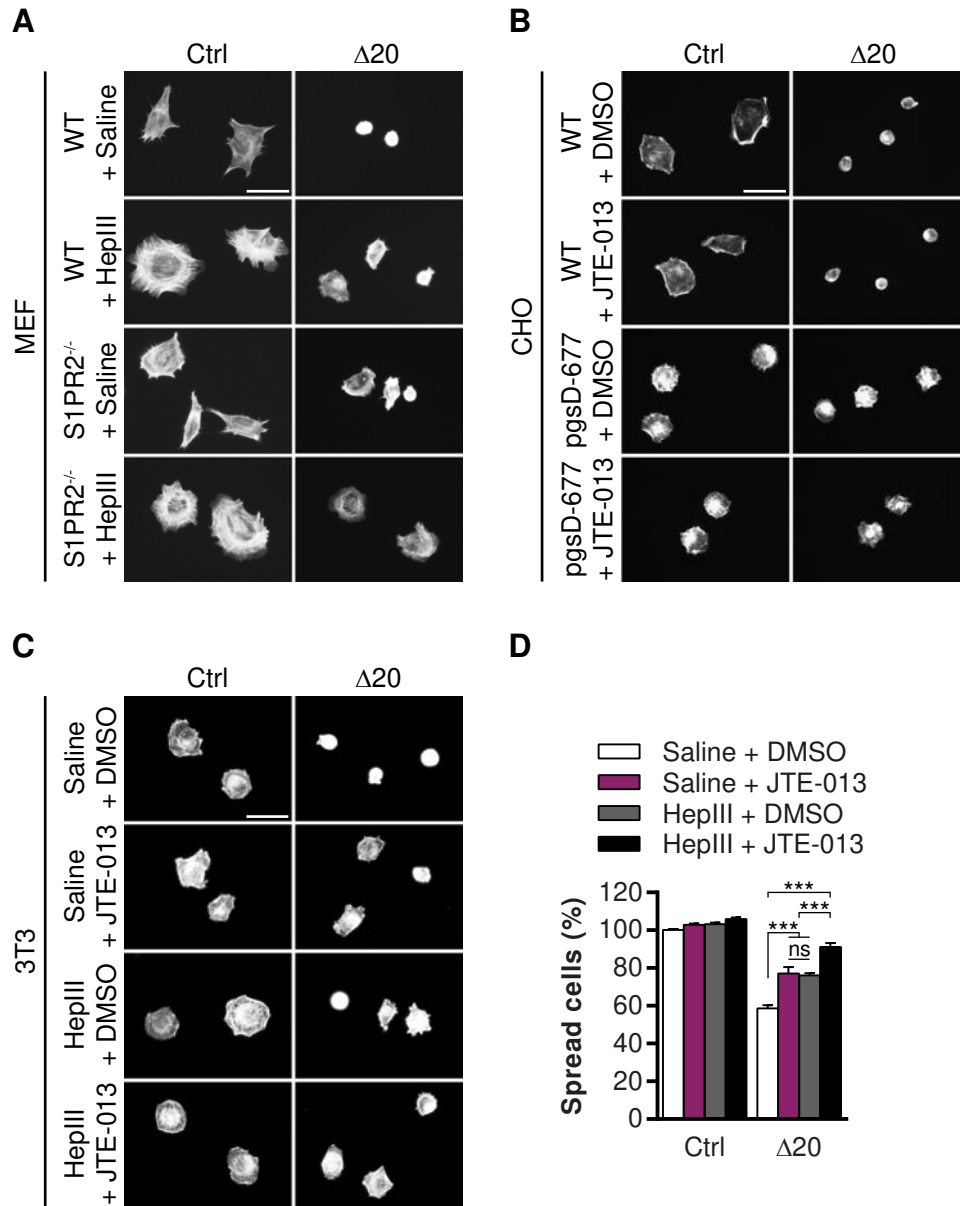 A
Ctrl
Δ20
MEF
WT
+ Saline
WT
+ HepIII
S1PR2-/-
+ Saline
S1PR2-/-
+ HepIII
B
Ctrl
Δ20
CHO
WT
+ DMSO
WT
+ JTE-013
pgsD-677
+ DMSO
pgsD-677
+ JTE-013
C
Ctrl
Δ20
3T3
Saline
+ DMSO
Saline
+ JTE-013
HepIII
+ DMSO
HepIII
+ JTE-013
D
Saline + DMSO
Saline + JTE-013
HepIII + DMSO
HepIII + JTE-013
Spread cells (%)
120
100
80
60
40
20
0
***
***
***
ns
Ctrl
Δ20